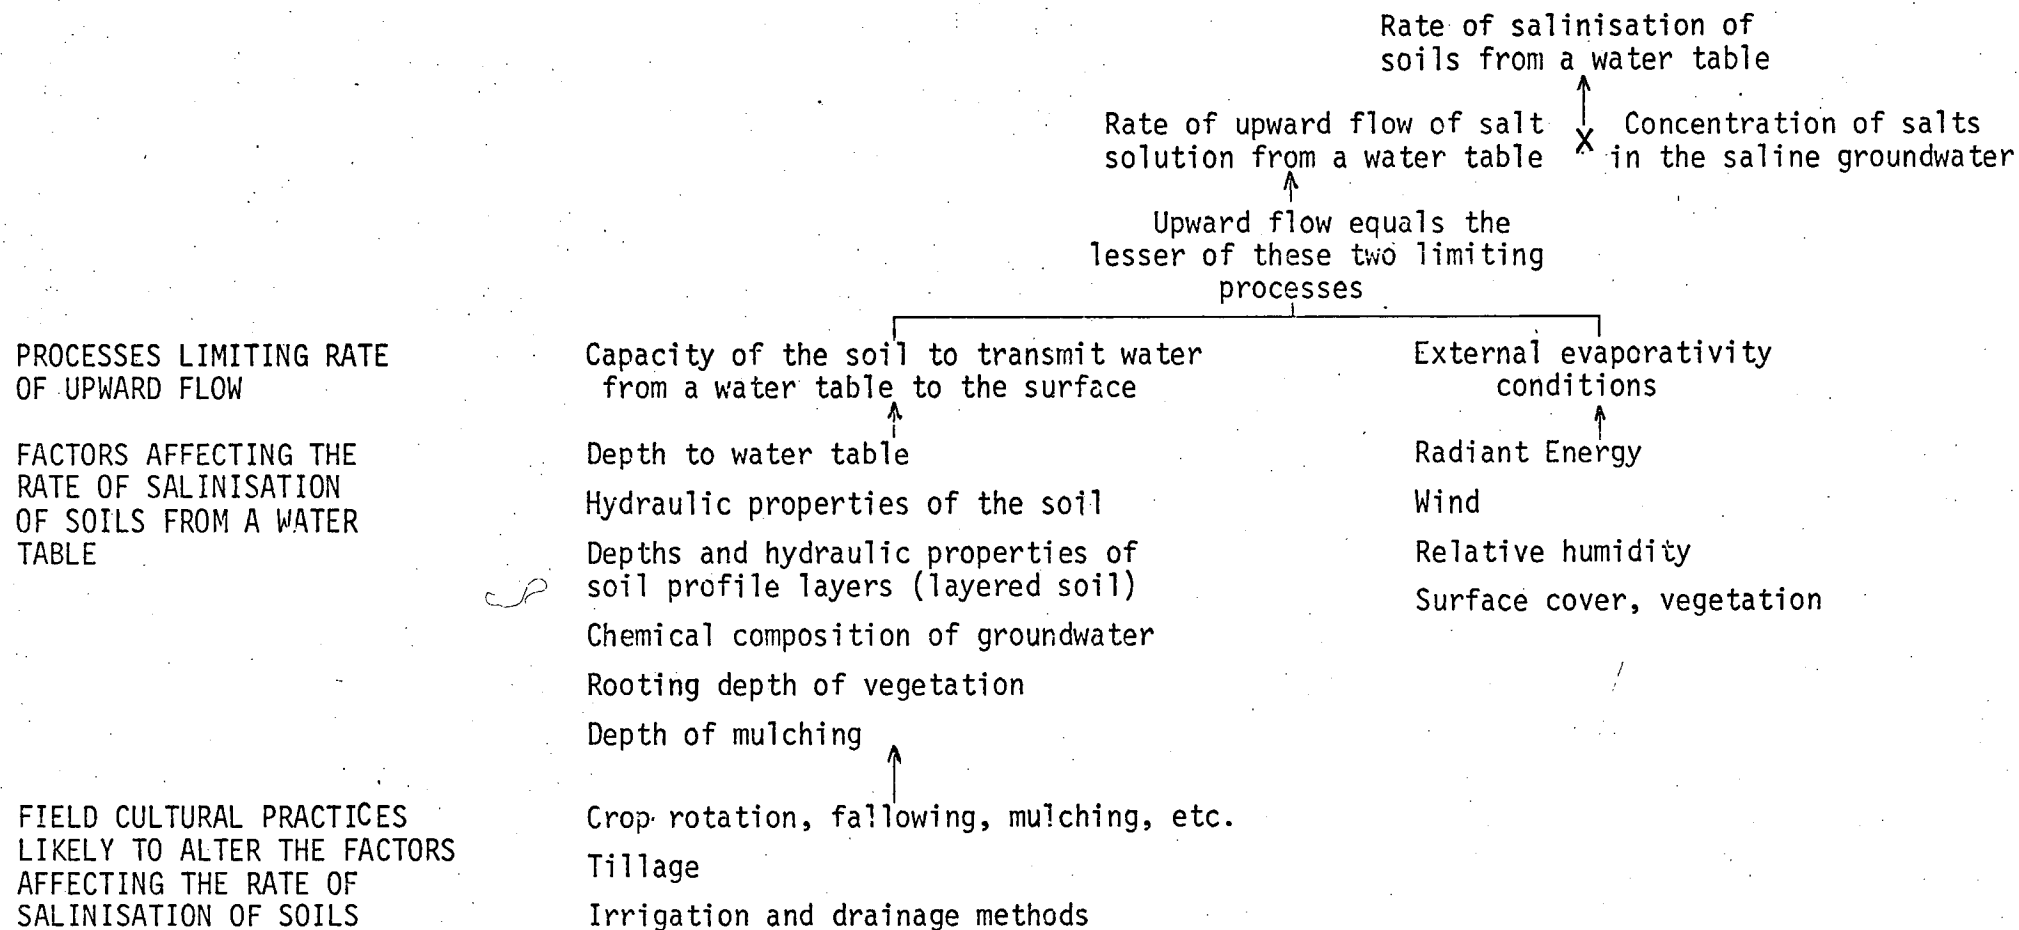 Rate of salinisation of
soils from a water table
Rate of upward flow of salt
solution from a water table
X
Concentration of salts
in the saline groundwater
Upward flow equals the
lesser of these two limiting
processes
PROCESSES LIMITING RATE
OF UPWARD FLOW
Capacity of the soil to transmit water
from a water table to the surface
External evaporativity
conditions
FACTORS AFFECTING THE
RATE OF SALINISATION
OF SOILS FROM A WATER
TABLE
Depth to water table
Hydraulic properties of the soil
Depths and hydraulic properties of
soil profile layers (layered soil)
Chemical composition of groundwater
Rooting depth of vegetation
Depth of mulching
Radiant Energy
Wind
Relative humidity
Surface cover, vegetation
FIELD CULTURAL PRACTICES
LIKELY TO ALTER THE FACTORS
AFFECTING THE RATE OF
SALINISATION OF SOILS
Crop rotation, fallowing, mulching, etc.
Tillage
Irrigation and drainage methods